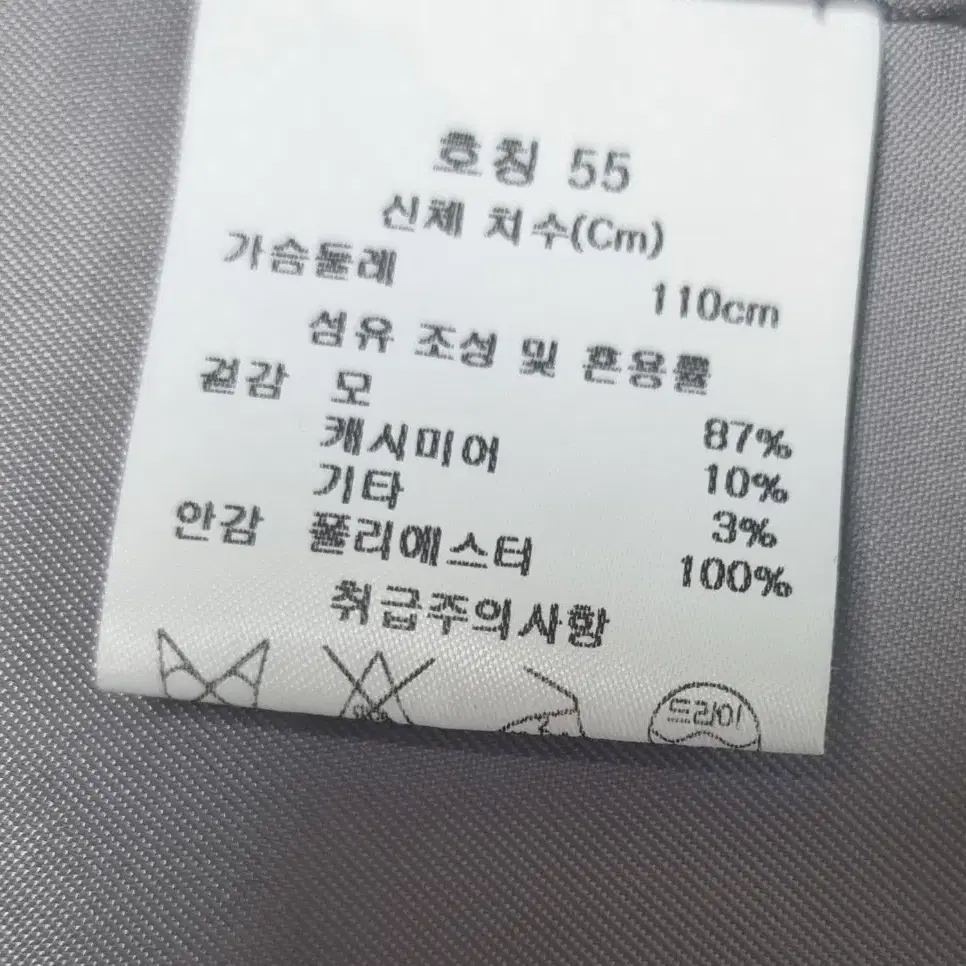 호칭 55
신체 치수(Cm)
가슴둘레 110cm
섬유 조성 및 혼용률
겉감 모 87%
캐시미어 10%
기타 3%
안감 폴리에스터 100%
취급주의사항
드라이